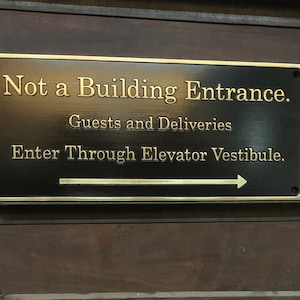 Not a Building Entrance.
Guests and Deliveries
Enter Through Elevator Vestibule.